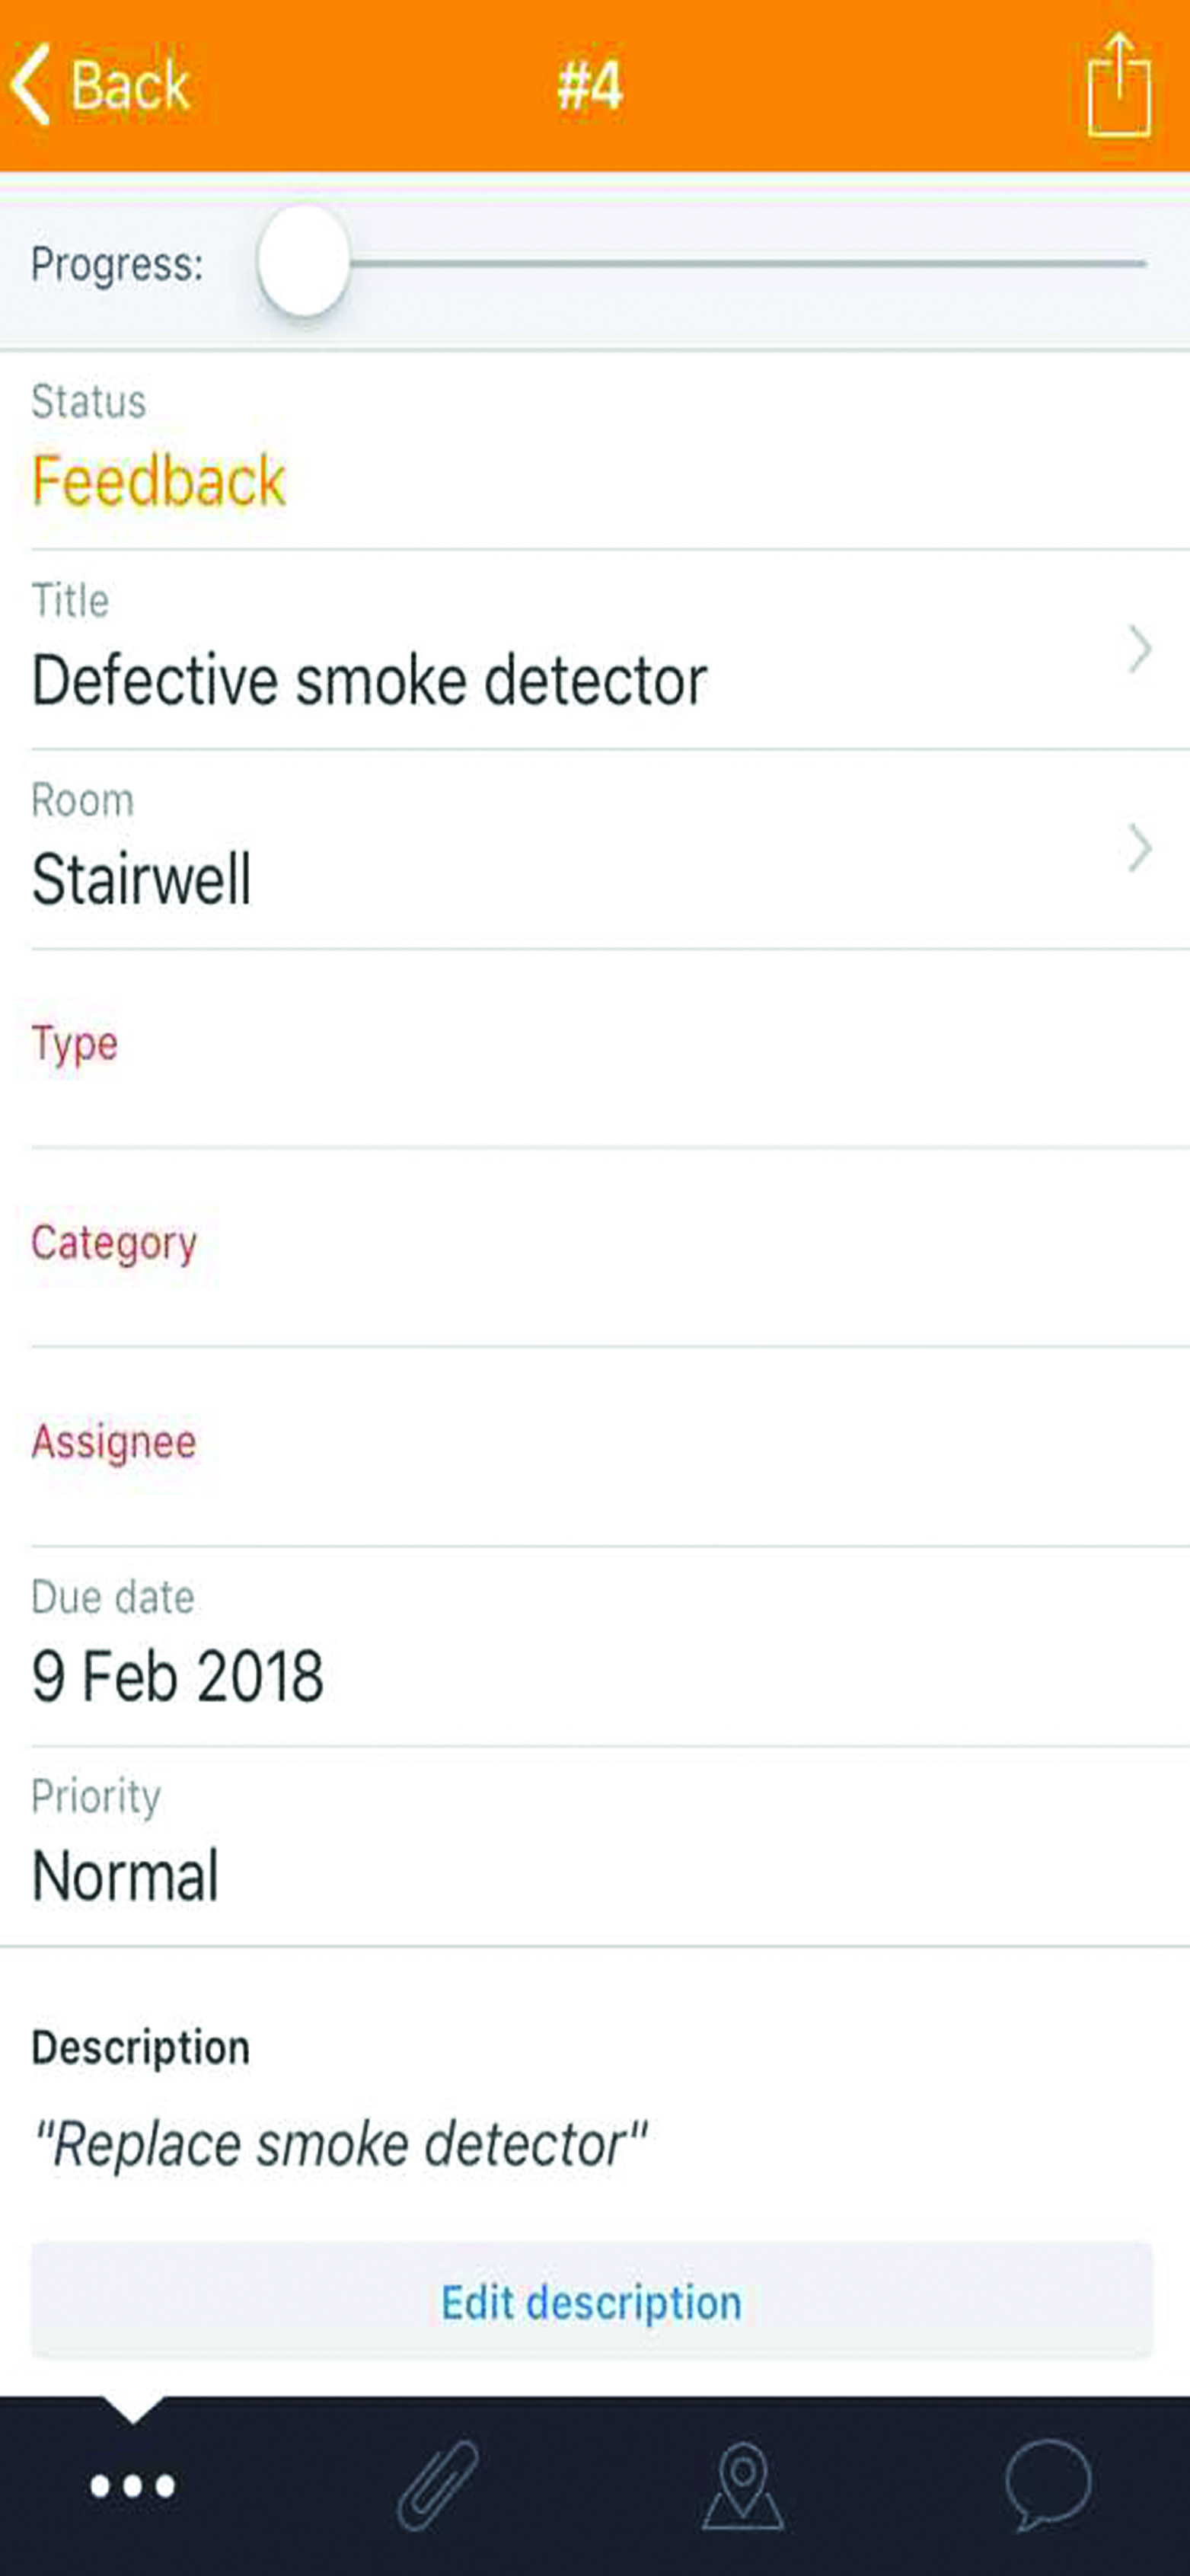 Back
#4
Progress:
Status
Feedback
Title
Defective smoke detector
Room
Stairwell
Type
Category
Assignee
Due date
9 Feb 2018
Priority
Normal
Description
"Replace smoke detector"
Edit description